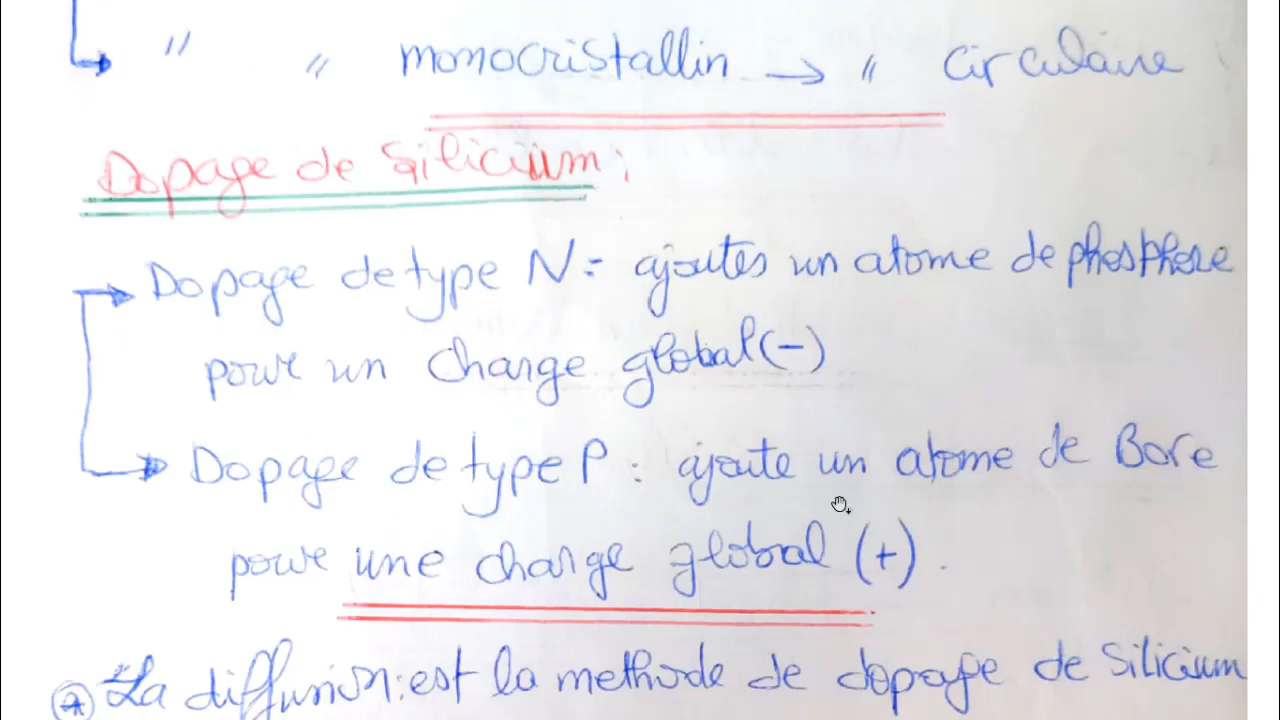 " " monocristallin → " circulaire
Dopage de Silicium :
Dopage de type N : ajoutés un atome de phosphore
pour un charge global (-)
Dopage de type P : ajoute un atome de Bore
pour une charge global (+).
La diffusion : est la methode de dopage de Silicium